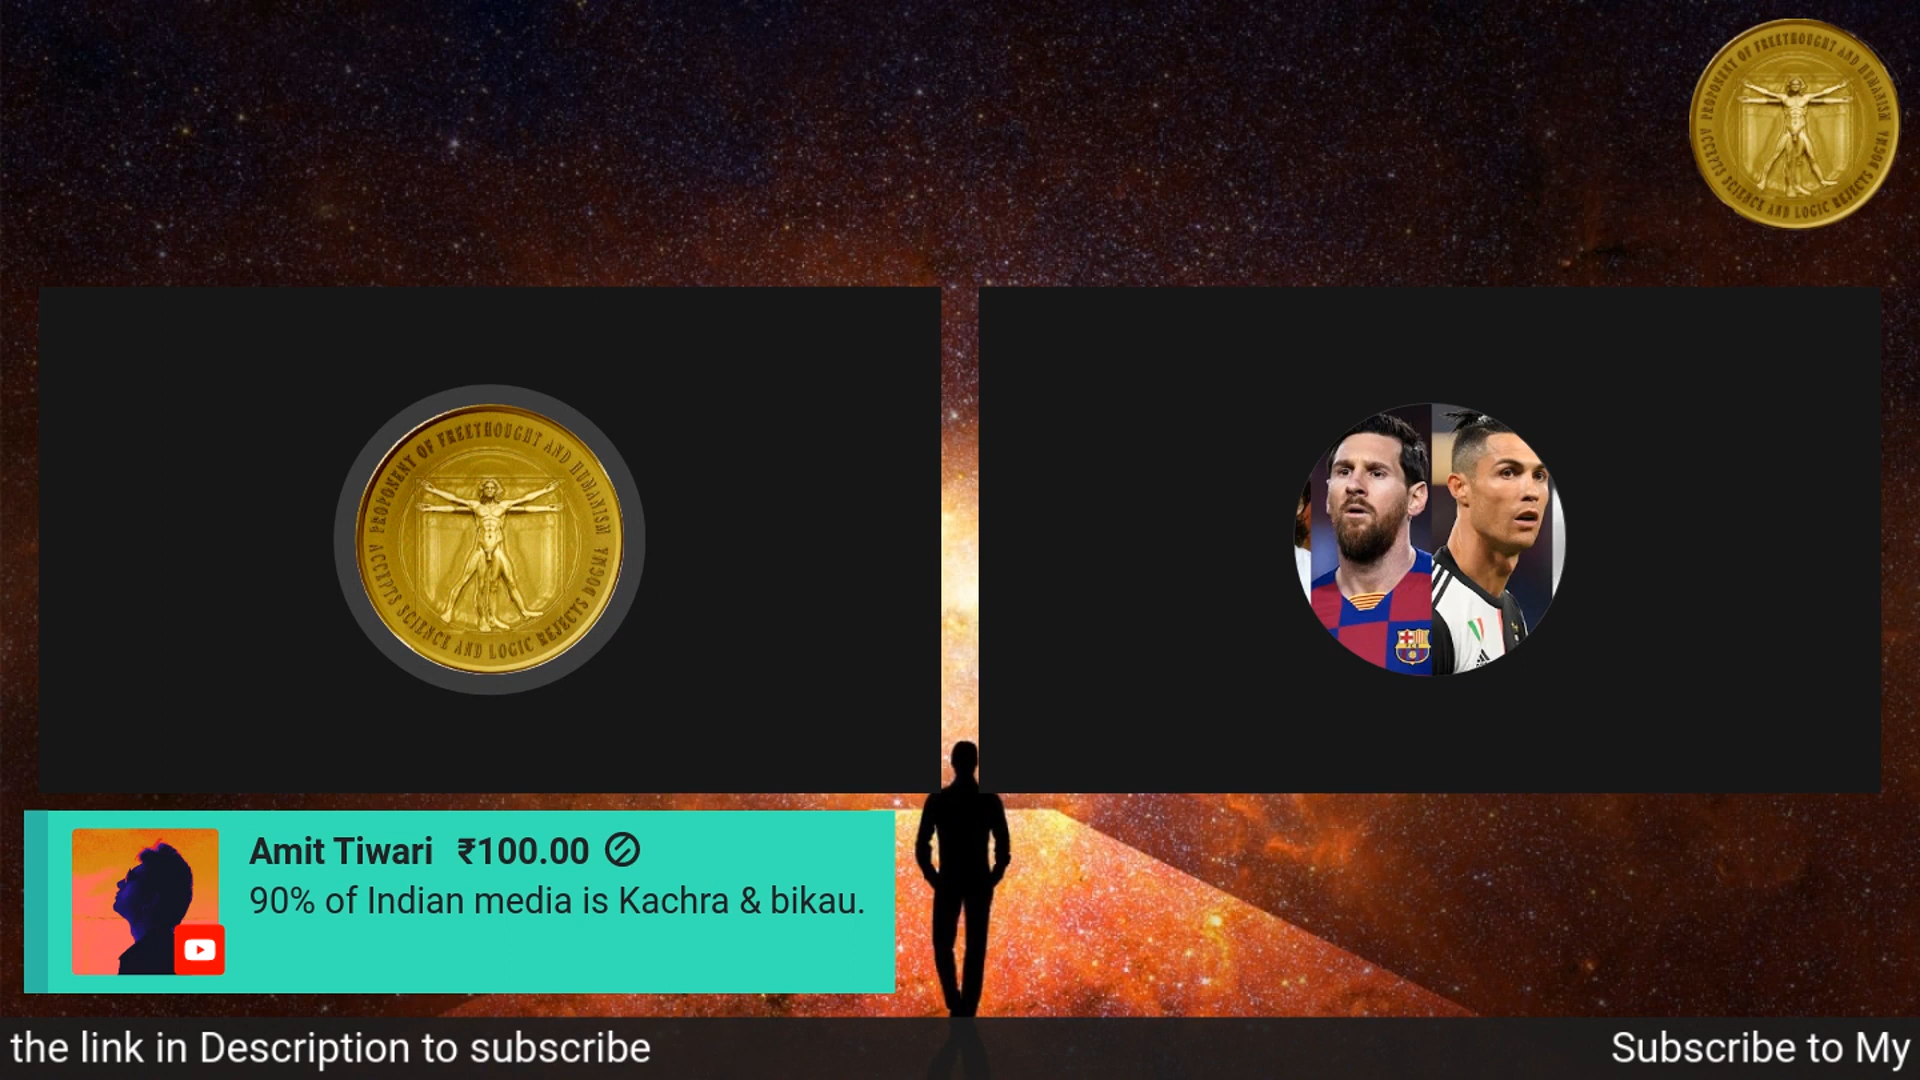 PROPONENT OF FREETHOUGHT AND HUMANISM
ACCEPTS SCIENCE AND LOGIC REJECTS DOGMA
PROPONENT OF FREETHOUGHT AND HUMANISM
ACCEPTS SCIENCE AND LOGIC REJECTS DOGMA
FCB
Amit Tiwari ₹100.00
90% of Indian media is Kachra & bikau.
the link in Description to subscribe
Subscribe to My